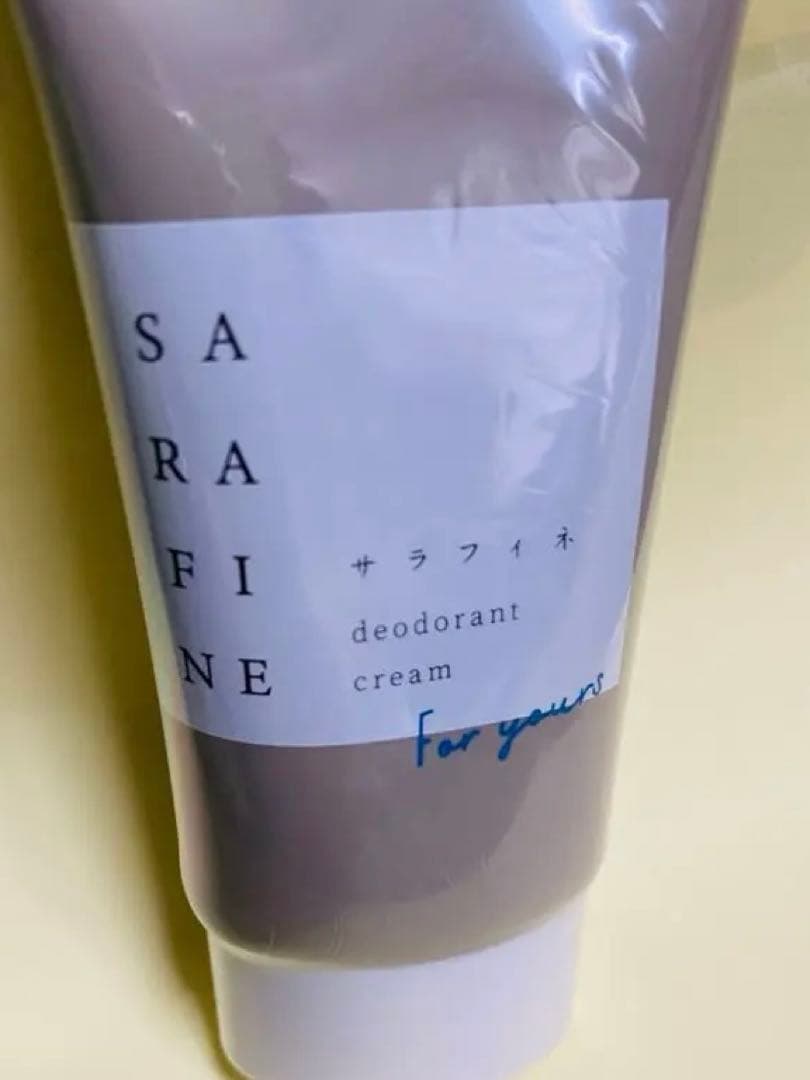 SA
RA
FI
NE
サラフィネ
deodorant
cream
For yours